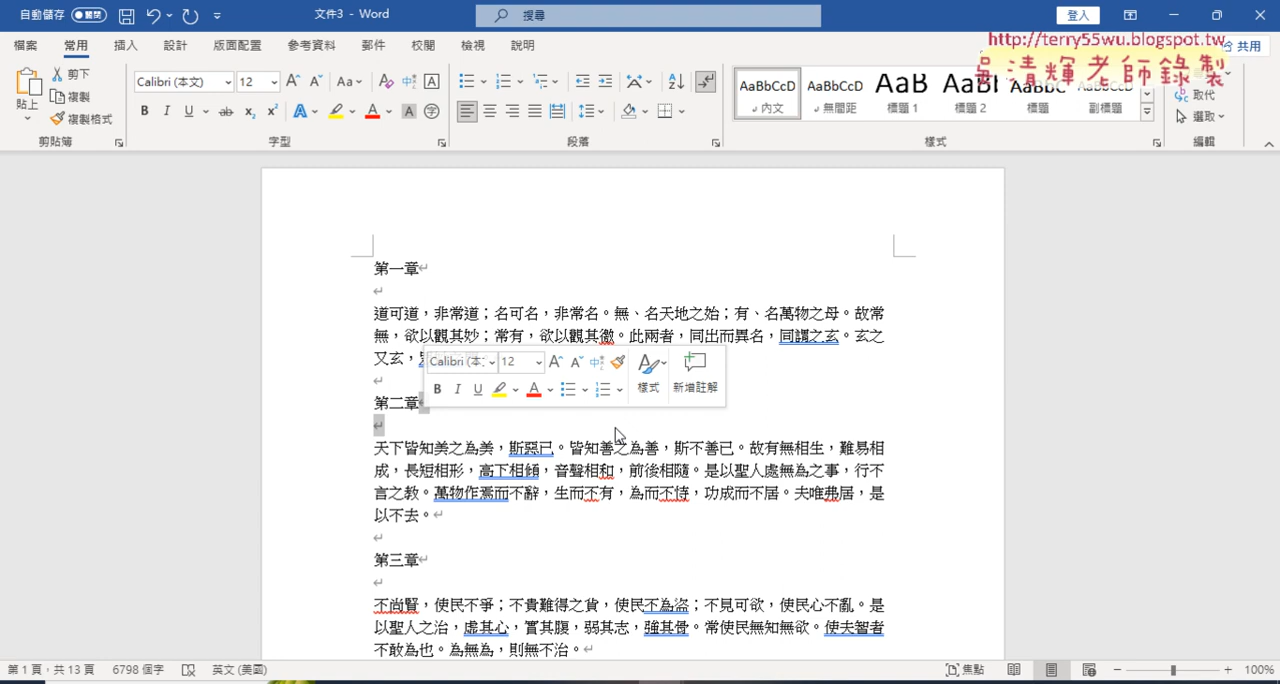 自動儲存 關閉 文件3 - Word 搜尋 登入
http://terry55wu.blogspot.tw
吳清輝老師錄製
檔案 常用 插入 設計 版面配置 參考資料 郵件 校閱 檢視 說明 共用
貼上 剪下 複製 複製格式
Calibri (本文) 12
AaBbCcD AaBbCcD AaB AaBl
內文 無間距 標題 1 標題 2 標題 副標題
取代
選取
剪貼簿 字型 段落 樣式 編輯
第一章
道可道，非常道；名可名，非常名。無、名天地之始；有、名萬物之母。故常
無，欲以觀其妙；常有，欲以觀其徼。此兩者，同出而異名，同謂之玄。玄之
又玄，
Calibri (本 12 樣式 新增註解
第二章
天下皆知美之為美，斯惡已。皆知善之為善，斯不善已。故有無相生，難易相
成，長短相形，高下相傾，音聲相和，前後相隨。是以聖人處無為之事，行不
言之教。萬物作焉而不辭，生而不有，為而不恃，功成而不居。夫唯弗居，是
以不去。
第三章
不尚賢，使民不爭；不貴難得之貨，使民不為盜；不見可欲，使民心不亂。是
以聖人之治，虛其心，實其腹，弱其志，強其骨。常使民無知無欲。使夫智者
不敢為也。為無為，則無不治。
第 1 頁，共 13 頁 6798 個字 英文 (美國) 焦點 100%